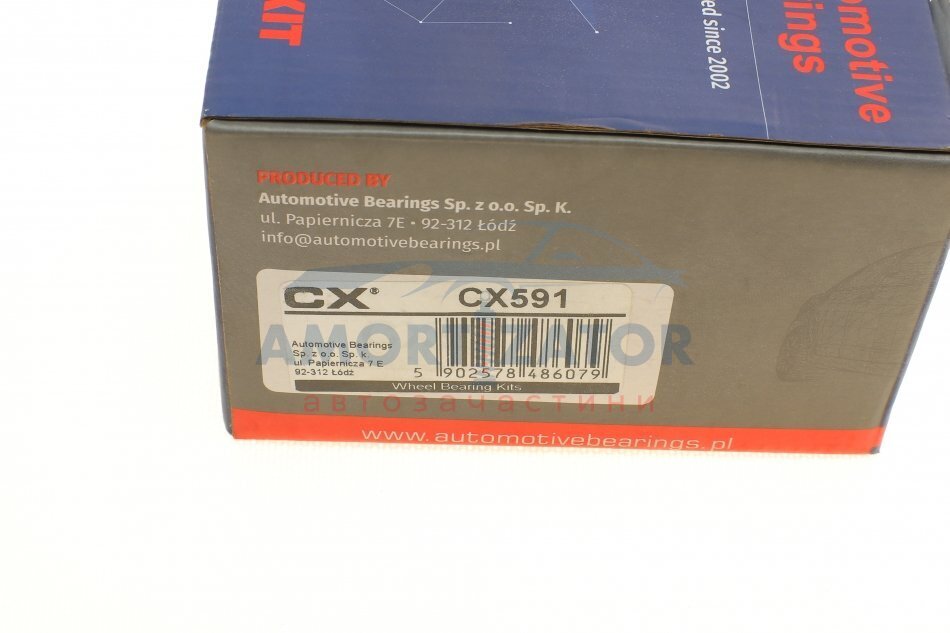 KIT
ed since 2002
omotive
ings
PRODUCED BY
Automotive Bearings Sp. z o.o. Sp. K.
ul. Papiernicza 7E • 92-312 Łódź
info@automotivebearings.pl
CX® CX591
AMORTIZATOR
Automotive Bearings
Sp. z o.o. Sp. k.
ul. Papiernicza 7 E
92-312 Łódź
5 902578 486079
Wheel Bearing Kits
автозачастини
www.automotivebearings.pl